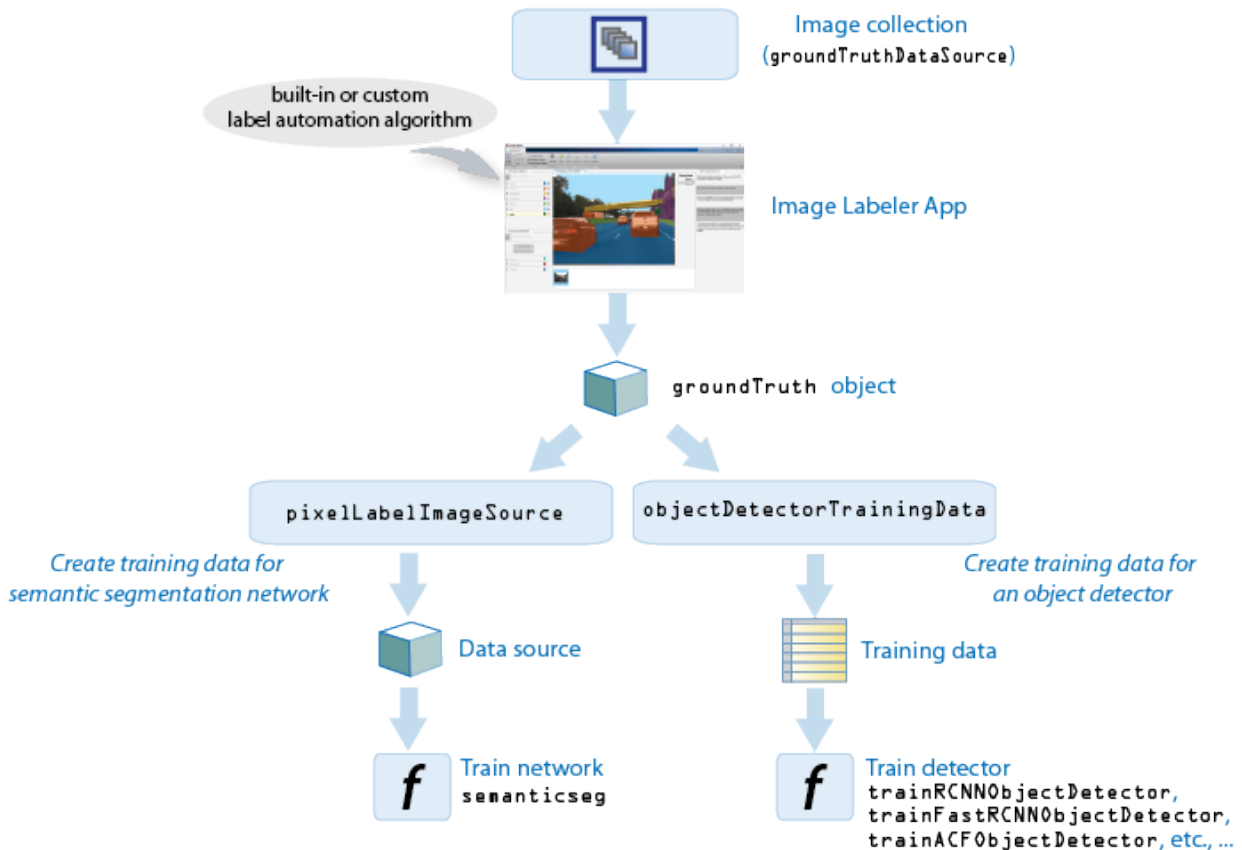 Image collection
(groundTruthDataSource)
built-in or custom
label automation algorithm
Image Labeler App
groundTruth object
pixelLabelImageSource
objectDetectorTrainingData
Create training data for
semantic segmentation network
Create training data for
an object detector
Data source
Training data
f
Train network
semanticseg
f
Train detector
trainRCNNObjectDetector,
trainFastRCNNObjectDetector,
trainACFObjectDetector, etc., ...